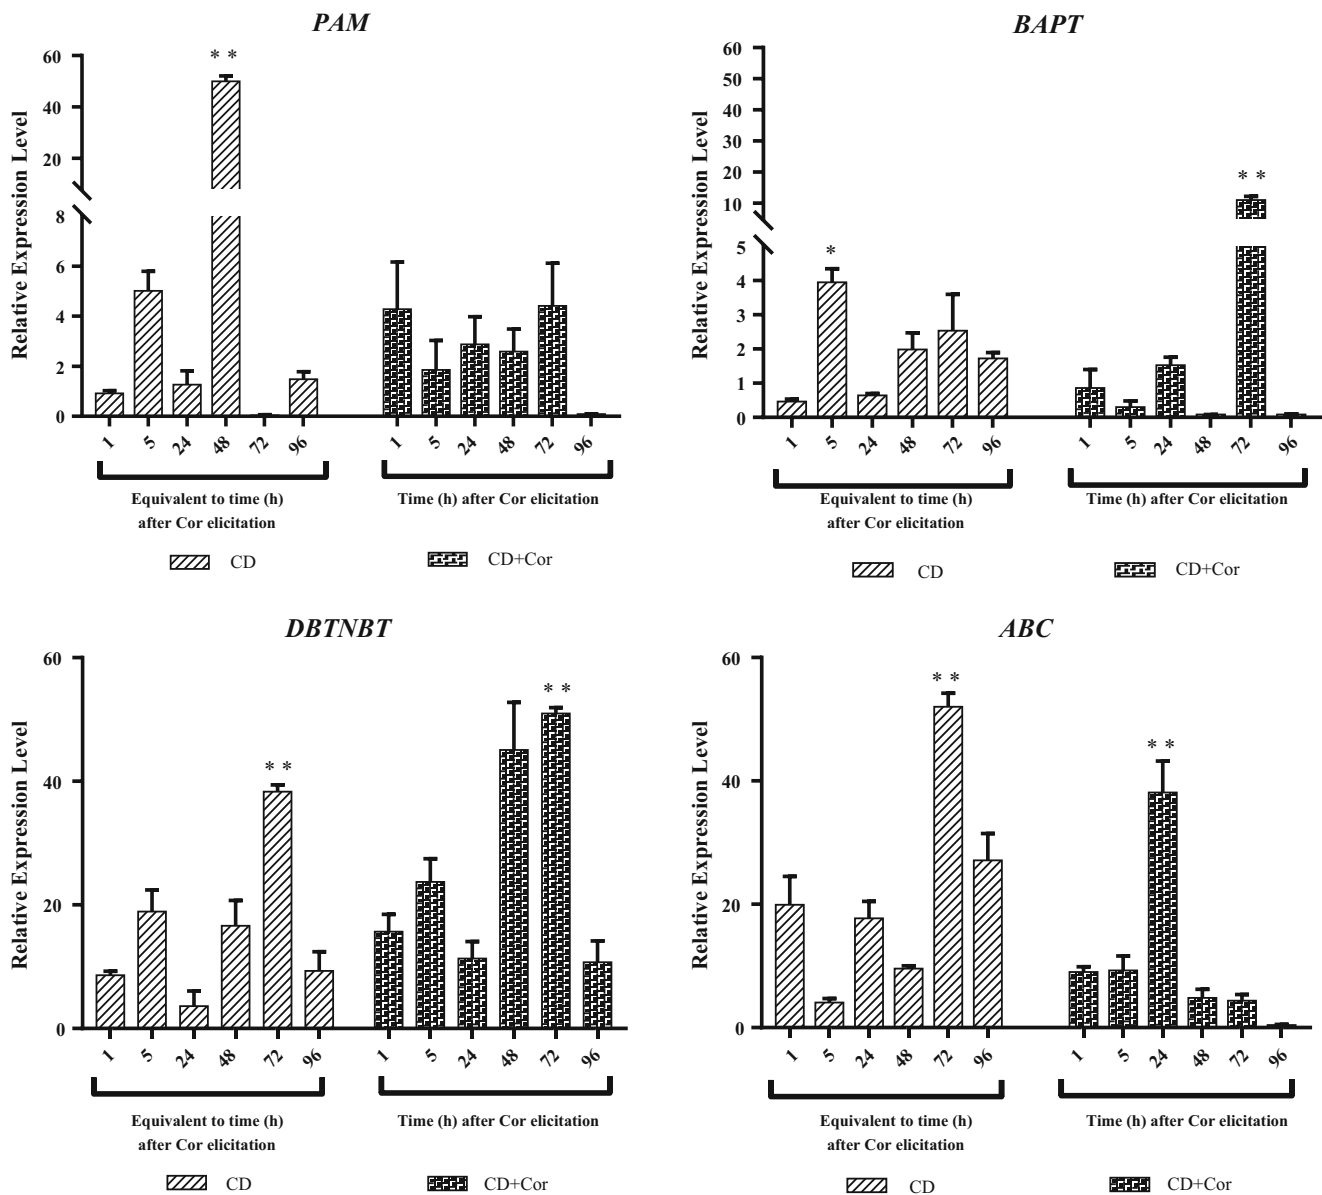 PAM
Relative Expression Level
60
40
20
8
6
4
2
0
* *
1 5 24 48 72 96
1 5 24 48 72 96
Equivalent to time (h)
after Cor elicitation
Time (h) after Cor elicitation
CD
CD+Cor
BAPT
Relative Expression Level
60
50
40
30
20
10
5
4
3
2
1
0
*
* *
1 5 24 48 72 96
1 5 24 48 72 96
Equivalent to time (h)
after Cor elicitation
Time (h) after Cor elicitation
CD
CD+Cor
DBTNBT
Relative Expression Level
60
40
20
0
* *
* *
1 5 24 48 72 96
1 5 24 48 72 96
Equivalent to time (h)
after Cor elicitation
Time (h) after Cor elicitation
CD
CD+Cor
ABC
Relative Expression Level
60
40
20
0
* *
* *
1 5 24 48 72 96
1 5 24 48 72 96
Equivalent to time (h)
after Cor elicitation
Time (h) after Cor elicitation
CD
CD+Cor